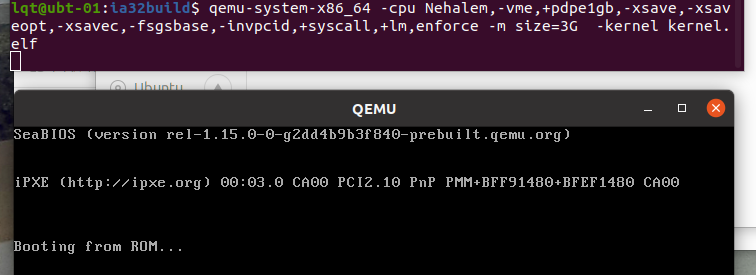 lqt@ubt-01:ia32build$ qemu-system-x86_64 -cpu Nehalem,-vme,+pdpe1gb,-xsave,-xsav
eopt,-xsavec,-fsgsbase,-invpcid,+syscall,+lm,enforce -m size=3G  -kernel kernel.
elf
Ubuntu
QEMU
SeaBIOS (version rel-1.15.0-0-g2dd4b9b3f840-prebuilt.qemu.org)
iPXE (http://ipxe.org) 00:03.0 CA00 PCI2.10 PnP PMM+BFF91480+BFEF1480 CA00
Booting from ROM...